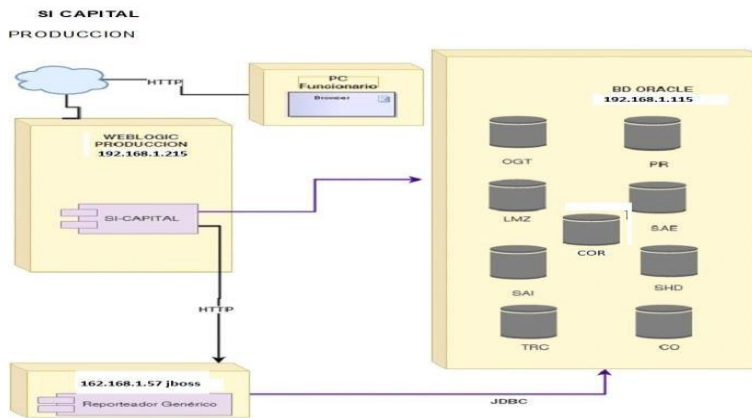 SI CAPITAL
PRODUCCION
HTTP
PC
Funcionario
Browser
BD ORACLE
192.168.1.115
WEBLOGIC
PRODUCCION
192.168.1.215
SI-CAPITAL
OGT
PIR
LMZ
SAE
COR
SAI
SHD
TRC
CO
HTTP
162.168.1.57 jboss
Reporteador Genérico
JDBC